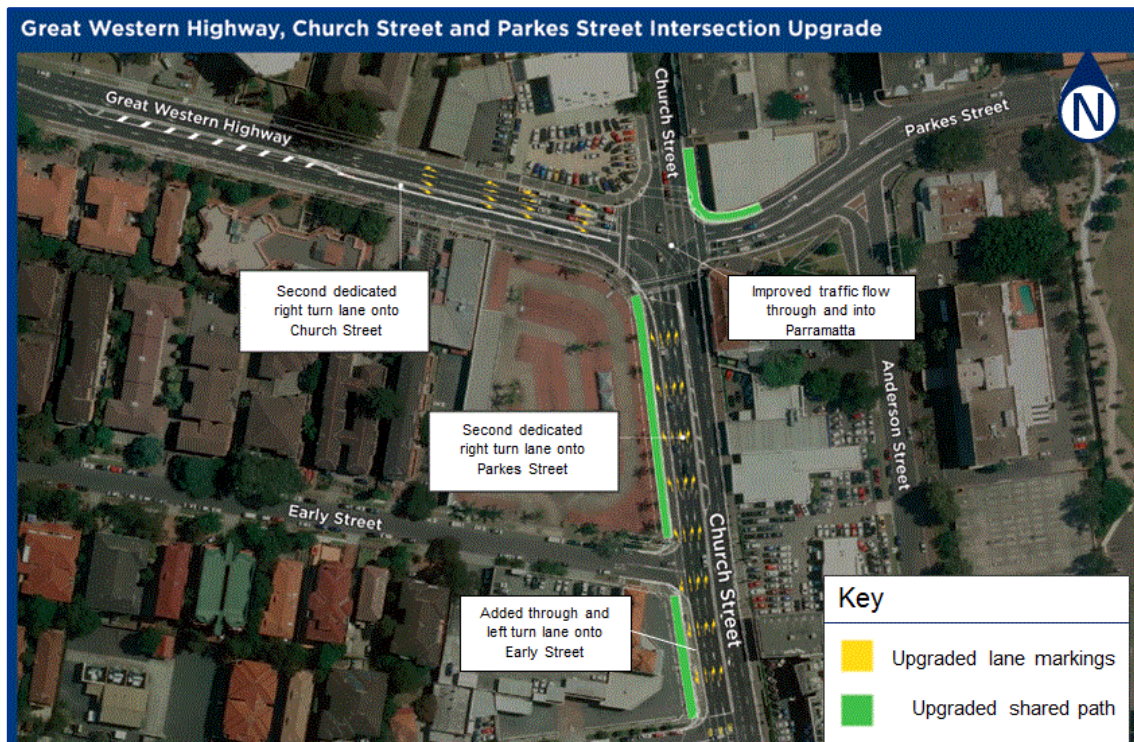 Great Western Highway, Church Street and Parkes Street Intersection Upgrade
N
Church Street
Parkes Street
Great Western Highway
Second dedicated
right turn lane onto
Church Street
Improved traffic flow
through and into
Parramatta
Anderson Street
Second dedicated
right turn lane onto
Parkes Street
Early Street
Church Street
Added through and
left turn lane onto
Early Street
Key
Upgraded lane markings
Upgraded shared path